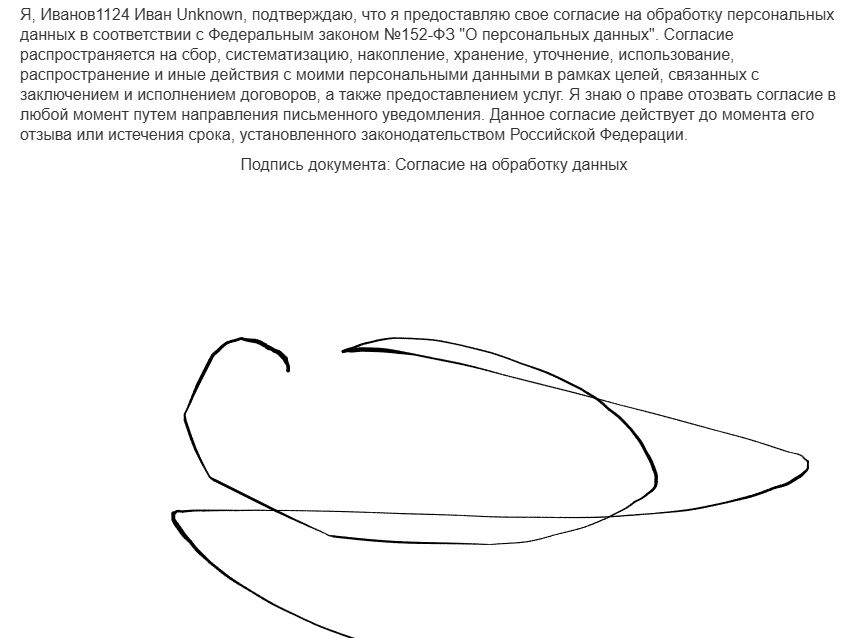 Я, Иванов1124 Иван Unknown, подтверждаю, что я предоставляю свое согласие на обработку персональных
данных в соответствии с Федеральным законом №152-ФЗ "О персональных данных". Согласие
распространяется на сбор, систематизацию, накопление, хранение, уточнение, использование,
распространение и иные действия с моими персональными данными в рамках целей, связанных с
заключением и исполнением договоров, а также предоставлением услуг. Я знаю о праве отозвать согласие в
любой момент путем направления письменного уведомления. Данное согласие действует до момента его
отзыва или истечения срока, установленного законодательством Российской Федерации.
Подпись документа: Согласие на обработку данных